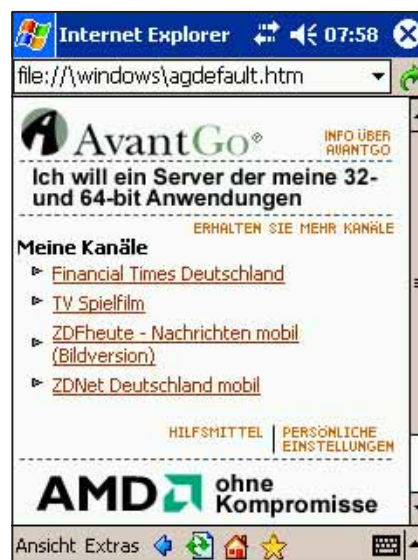 Internet Explorer 07:58
file://\windows\agdefault.htm
AvantGo®
INFO ÜBER
AVANTGO
Ich will ein Server der meine 32-
und 64-bit Anwendungen
ERHALTEN SIE MEHR KANÄLE
Meine Kanäle
Financial Times Deutschland
TV Spielfilm
ZDFheute - Nachrichten mobil
(Bildversion)
ZDNet Deutschland mobil
HILFSMITTEL
PERSÖNLICHE
EINSTELLUNGEN
AMD
ohne
Kompromisse
Ansicht Extras